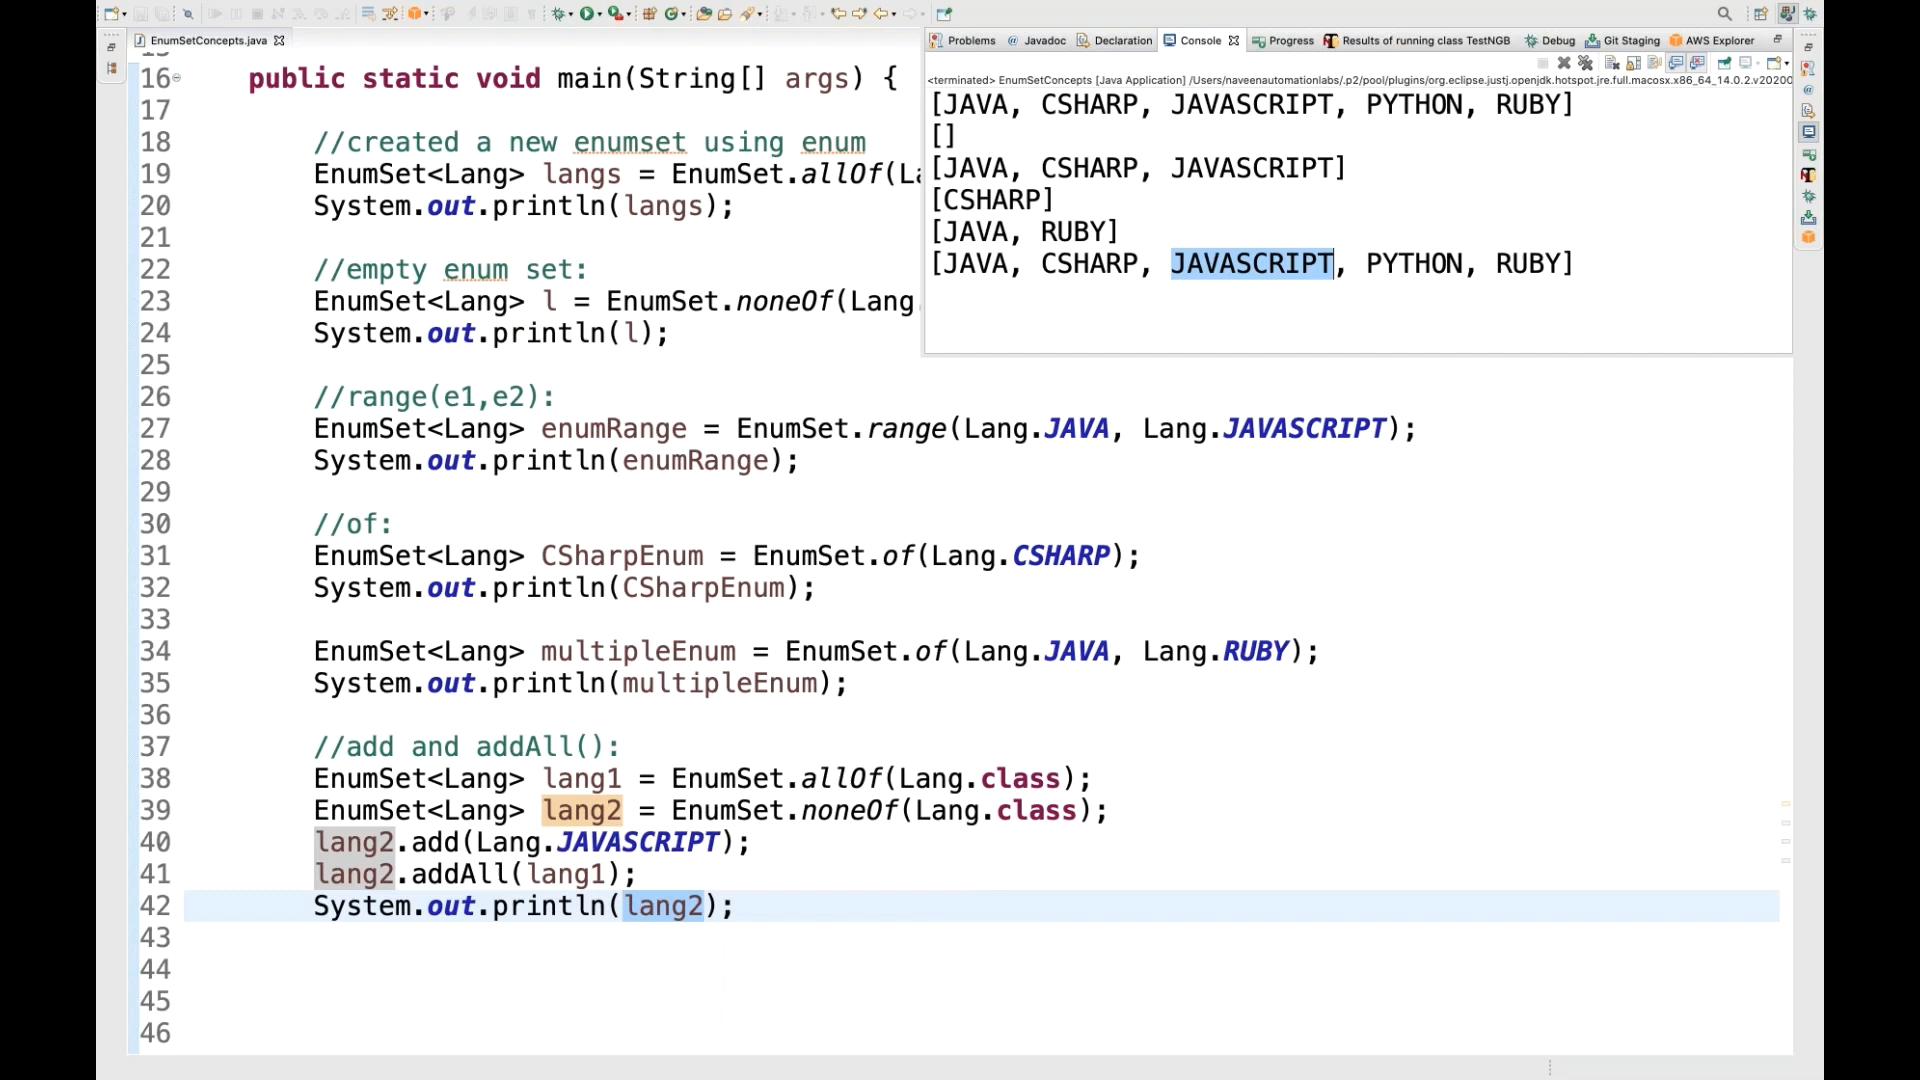 EnumSetConcepts.java
16 public static void main(String[] args) {
17
18 //created a new enumset using enum
19 EnumSet<Lang> langs = EnumSet.allOf(La
20 System.out.println(langs);
21
22 //empty enum set:
23 EnumSet<Lang> l = EnumSet.noneOf(Lang.
24 System.out.println(l);
25
26 //range(e1,e2):
27 EnumSet<Lang> enumRange = EnumSet.range(Lang.JAVA, Lang.JAVASCRIPT);
28 System.out.println(enumRange);
29
30 //of:
31 EnumSet<Lang> CSharpEnum = EnumSet.of(Lang.CSHARP);
32 System.out.println(CSharpEnum);
33
34 EnumSet<Lang> multipleEnum = EnumSet.of(Lang.JAVA, Lang.RUBY);
35 System.out.println(multipleEnum);
36
37 //add and addAll():
38 EnumSet<Lang> lang1 = EnumSet.allOf(Lang.class);
39 EnumSet<Lang> lang2 = EnumSet.noneOf(Lang.class);
40 lang2.add(Lang.JAVASCRIPT);
41 lang2.addAll(lang1);
42 System.out.println(lang2);
43
44
45
46
Problems @ Javadoc Declaration Console Progress Results of running class TestNGB Debug Git Staging AWS Explorer
<terminated> EnumSetConcepts [Java Application] /Users/naveenautomationlabs/.p2/pool/plugins/org.eclipse.justj.openjdk.hotspot.jre.full.macosx.x86_64_14.0.2.v20200
[JAVA, CSHARP, JAVASCRIPT, PYTHON, RUBY]
[]
[JAVA, CSHARP, JAVASCRIPT]
[CSHARP]
[JAVA, RUBY]
[JAVA, CSHARP, JAVASCRIPT, PYTHON, RUBY]